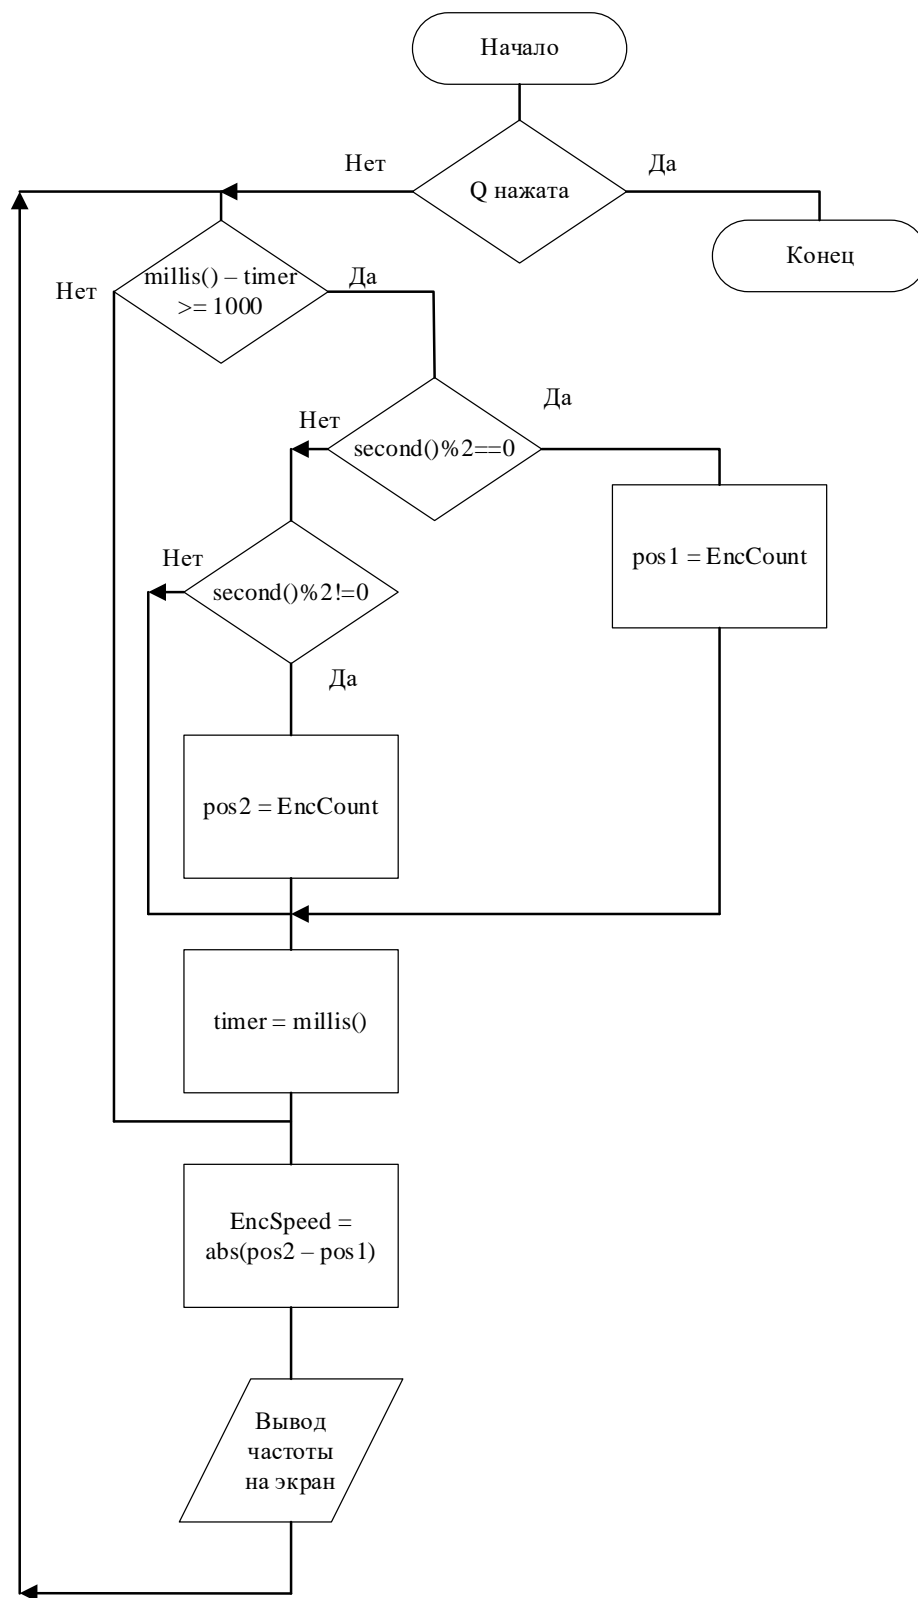 Начало
Нет
Да
Q нажата
Конец
Нет
millis() – timer
>= 1000
Да
Да
Нет
second()%2==0
pos1 = EncCount
Нет
second()%2!=0
Да
pos2 = EncCount
timer = millis()
EncSpeed =
abs(pos2 – pos1)
Вывод
частоты
на экран